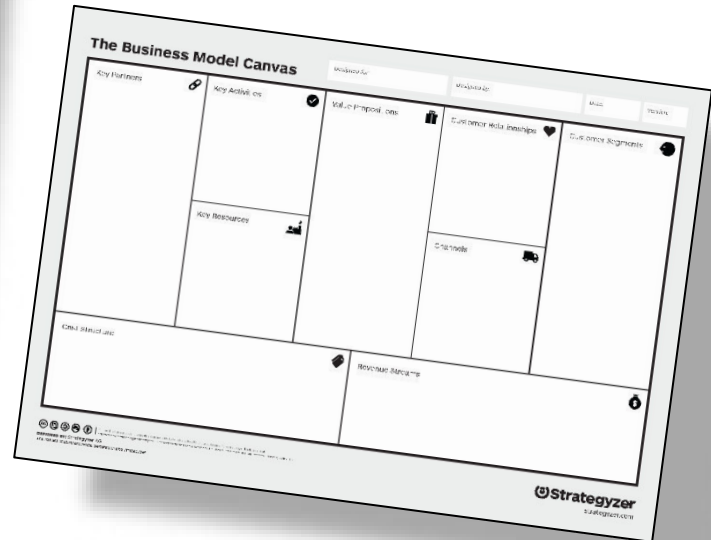 The Business Model Canvas
Designed for:
Designed by:
Date:
Version:
Key Partners
Key Activities
Value Propositions
Customer Relationships
Customer Segments
Key Resources
Channels
Cost Structure
Revenue Streams
Strategyzer
strategyzer.com